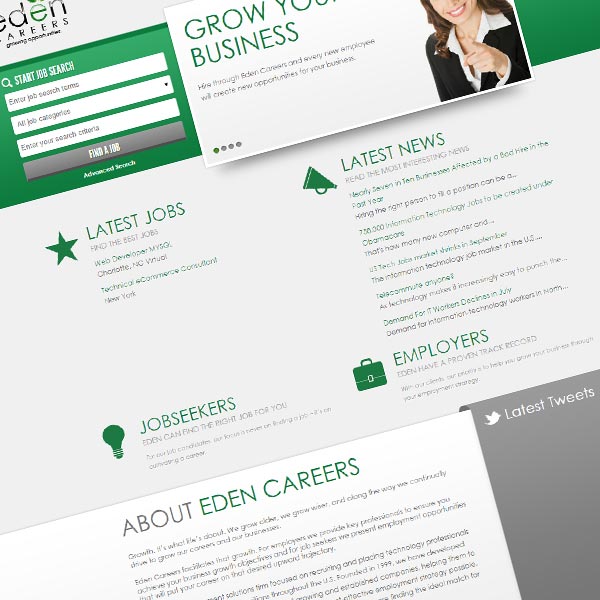 eden
CAREERS
growing opportunities
START JOB SEARCH
Enter job search terms
All job categories
Enter your search criteria
FIND A JOB
Advanced Search
GROW YOU
BUSINESS
Hire through Eden Careers and every new employee
will create new opportunities for your business.
LATEST NEWS
READ THE MOST INTERESTING NEWS
Nearly Seven in Ten Businesses Affected by a Bad Hire in the
Past Year
Hiring the right person to fill a position can be a...
Information Technology Jobs to be created under
Obamacare
That's how many new computer and...
US Tech Jobs market shrinks in September
The information technology job market in the U.S....
Telecommute anyone?
As technology makes it increasingly easy to punch the...
Demand For IT Workers Declines in July
Demand for information-technology workers in North...
LATEST JOBS
FIND THE BEST JOBS
Web Developer MYSQL
Charlotte, NC Virtual
Technical eCommerce Consultant
New York
EMPLOYERS
EDEN HAVE A PROVEN TRACK RECORD
With our clients, our priority is to help you grow your business through
your employment strategy.
JOBSEEKERS
EDEN CAN FIND THE RIGHT JOB FOR YOU
For our job candidates, our focus is never on finding a job – it's on
cultivating a career.
Latest Tweets
ABOUT EDEN CAREERS
Growth. It's what life's about. We grow older, we grow wiser, and along the way we continually
drive to grow our careers and our businesses.
Eden Careers facilitates that growth. For employers we provide key professionals to ensure you
achieve your business growth objectives and for job seekers we present employment opportunities
that will put your career on that desired upward trajectory.
ment solutions firm focused on recruiting and placing technology professionals
izations throughout the U.S. Founded in 1999, we have developed
growing and established companies, helping them to
st effective employment strategy possible.
are finding the ideal match for